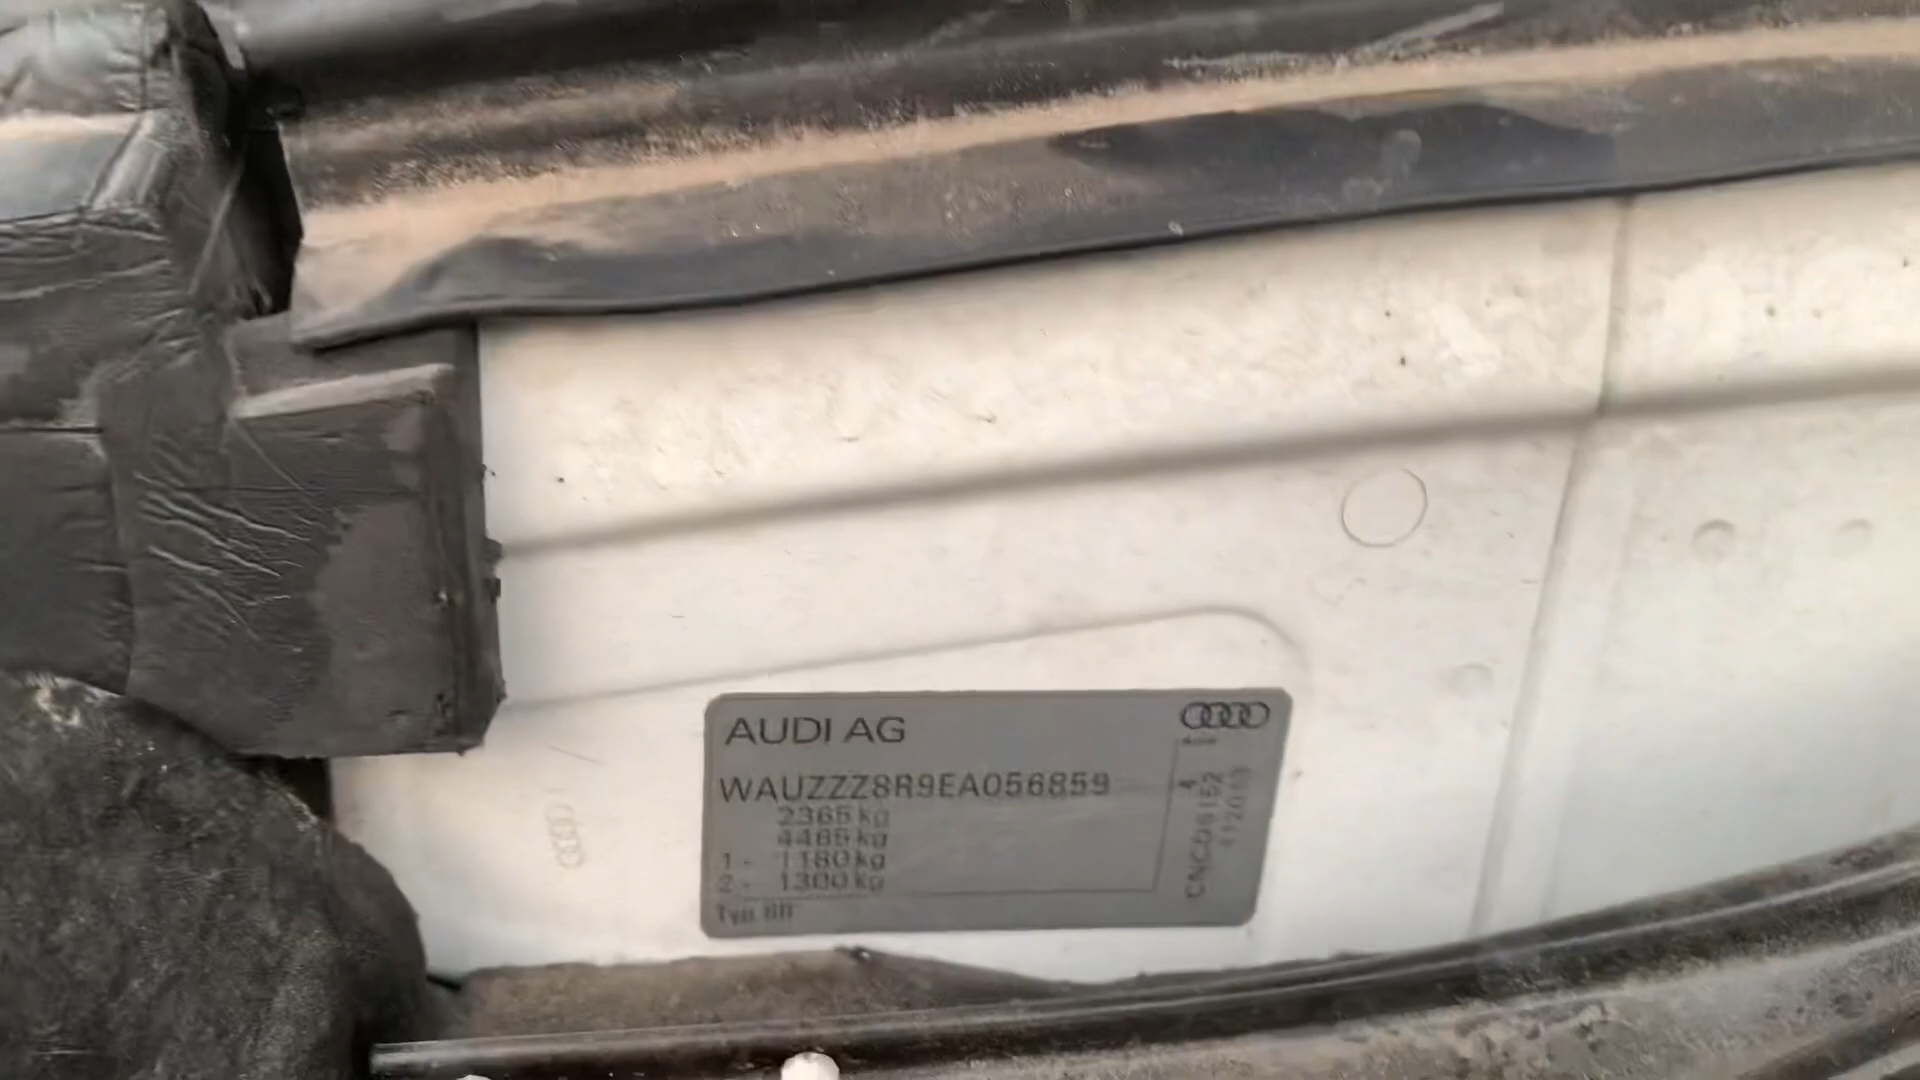 AUDI AG
WAUZZZ8R9EA056859
2365 kg
4465 kg
1 - 1180 kg
2 - 1300 kg
Typ 8R